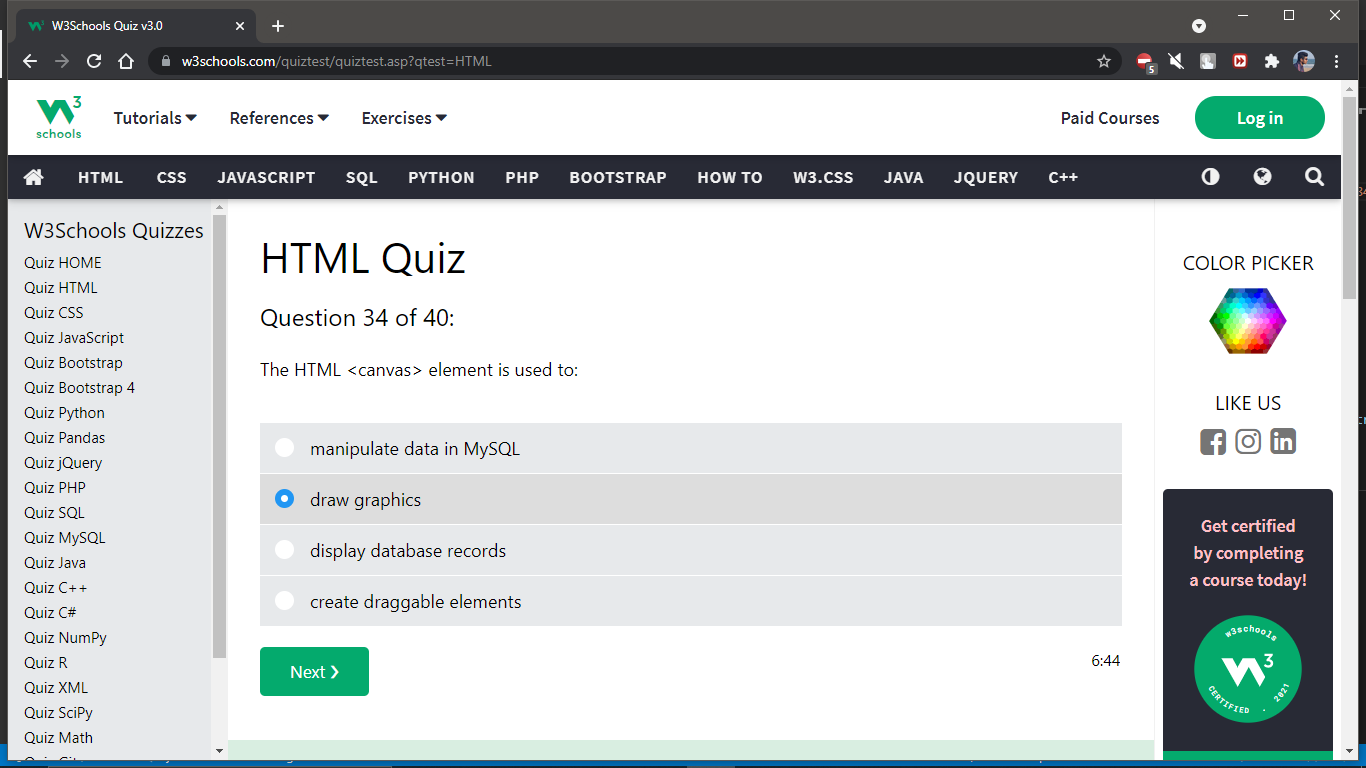 W3Schools Quiz v3.0
w3schools.com/quiztest/quiztest.asp?qtest=HTML
5
W3
schools
Tutorials
References
Exercises
Paid Courses
Log in
HTML CSS JAVASCRIPT SQL PYTHON PHP BOOTSTRAP HOW TO W3.CSS JAVA JQUERY C++
W3Schools Quizzes
Quiz HOME
Quiz HTML
Quiz CSS
Quiz JavaScript
Quiz Bootstrap
Quiz Bootstrap 4
Quiz Python
Quiz Pandas
Quiz jQuery
Quiz PHP
Quiz SQL
Quiz MySQL
Quiz Java
Quiz C++
Quiz C#
Quiz NumPy
Quiz R
Quiz XML
Quiz SciPy
Quiz Math
HTML Quiz
Question 34 of 40:
The HTML <canvas> element is used to:
manipulate data in MySQL
draw graphics
display database records
create draggable elements
Next ❯
6:44
COLOR PICKER
LIKE US
Get certified
by completing
a course today!
w3schools
W3
CERTIFIED . 2021